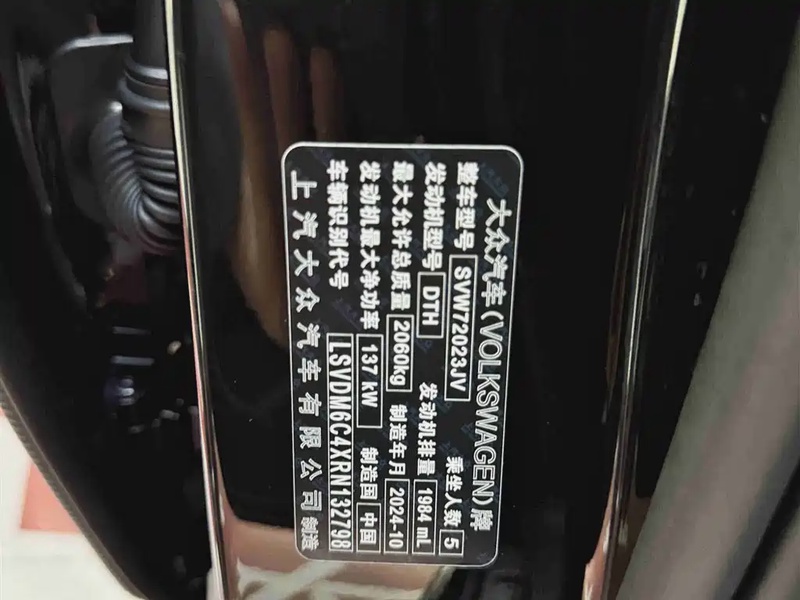 大众汽车(VOLKSWAGEN)牌
整车型号 SVW72023JV 乘坐人数 5
发动机型号 DTH 发动机排量 1984 mL
最大允许总质量 2060kg 制造年月 2024-10
发动机最大净功率 137 kW 制造国 中国
车辆识别代号 LSVDM6C4XRN132798
上汽大众汽车有限公司 制造